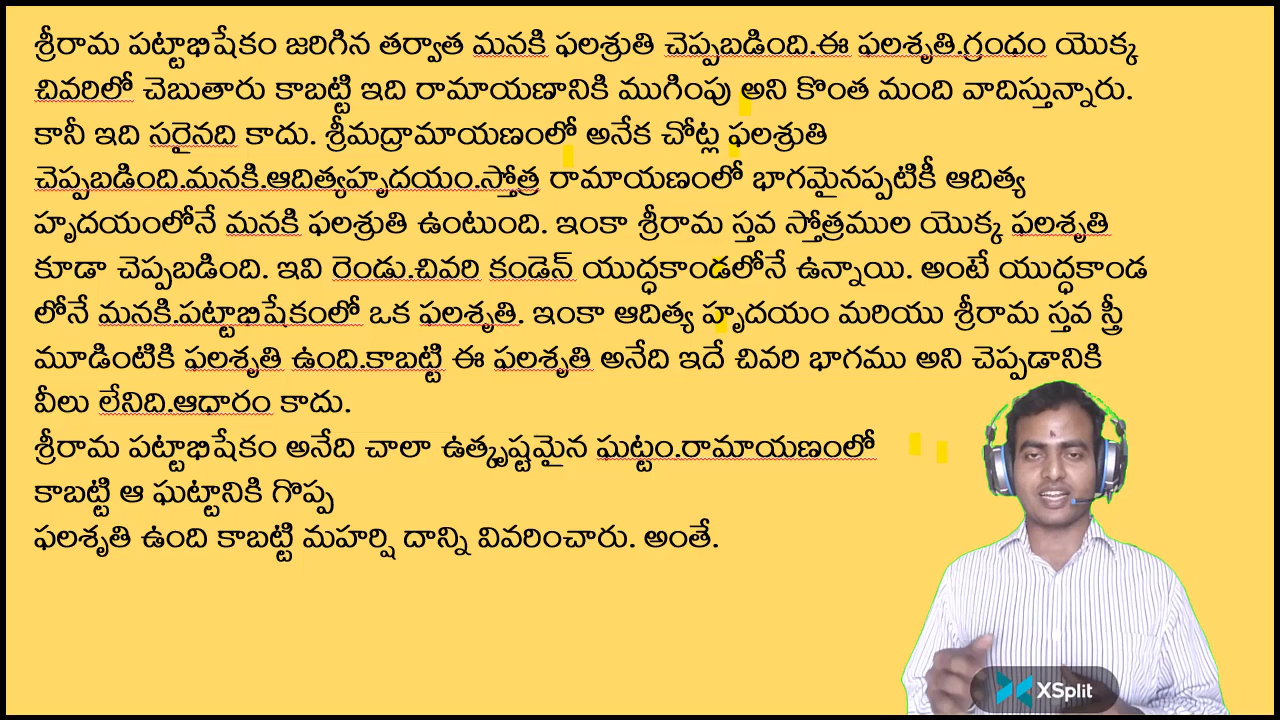 శ్రీరామ పట్టాభిషేకం జరిగిన తర్వాత మనకి ఫలశ్రుతి చెప్పబడింది.ఈ ఫలశృతి.గ్రంధం యొక్క
చివరిలో చెబుతారు కాబట్టి ఇది రామాయణానికి ముగింపు అని కొంత మంది వాదిస్తున్నారు.
కానీ ఇది సరైనది కాదు. శ్రీమద్రామాయణంలో అనేక చోట్ల ఫలశ్రుతి
చెప్పబడింది.మనకి.ఆదిత్యహృదయం.స్తోత్ర రామాయణంలో భాగమైనప్పటికీ ఆదిత్య
హృదయంలోనే మనకి ఫలశ్రుతి ఉంటుంది. ఇంకా శ్రీరామ స్తవ స్తోత్రముల యొక్క ఫలశృతి
కూడా చెప్పబడింది. ఇవి రెండు.చివరి కండెన్ యుద్ధకాండలోనే ఉన్నాయి. అంటే యుద్ధకాండ
లోనే మనకి.పట్టాభిషేకంలో ఒక ఫలశృతి. ఇంకా ఆదిత్య హృదయం మరియు శ్రీరామ స్తవ స్త్రీ
మూడింటికి ఫలశృతి ఉంది.కాబట్టి ఈ ఫలశృతి అనేది ఇదే చివరి భాగము అని చెప్పడానికి
వీలు లేనిది.ఆధారం కాదు.
శ్రీరామ పట్టాభిషేకం అనేది చాలా ఉత్కృష్టమైన ఘట్టం.రామాయణంలో
కాబట్టి ఆ ఘట్టానికి గొప్ప
ఫలశృతి ఉంది కాబట్టి మహర్షి దాన్ని వివరించారు. అంతే.
XSplit